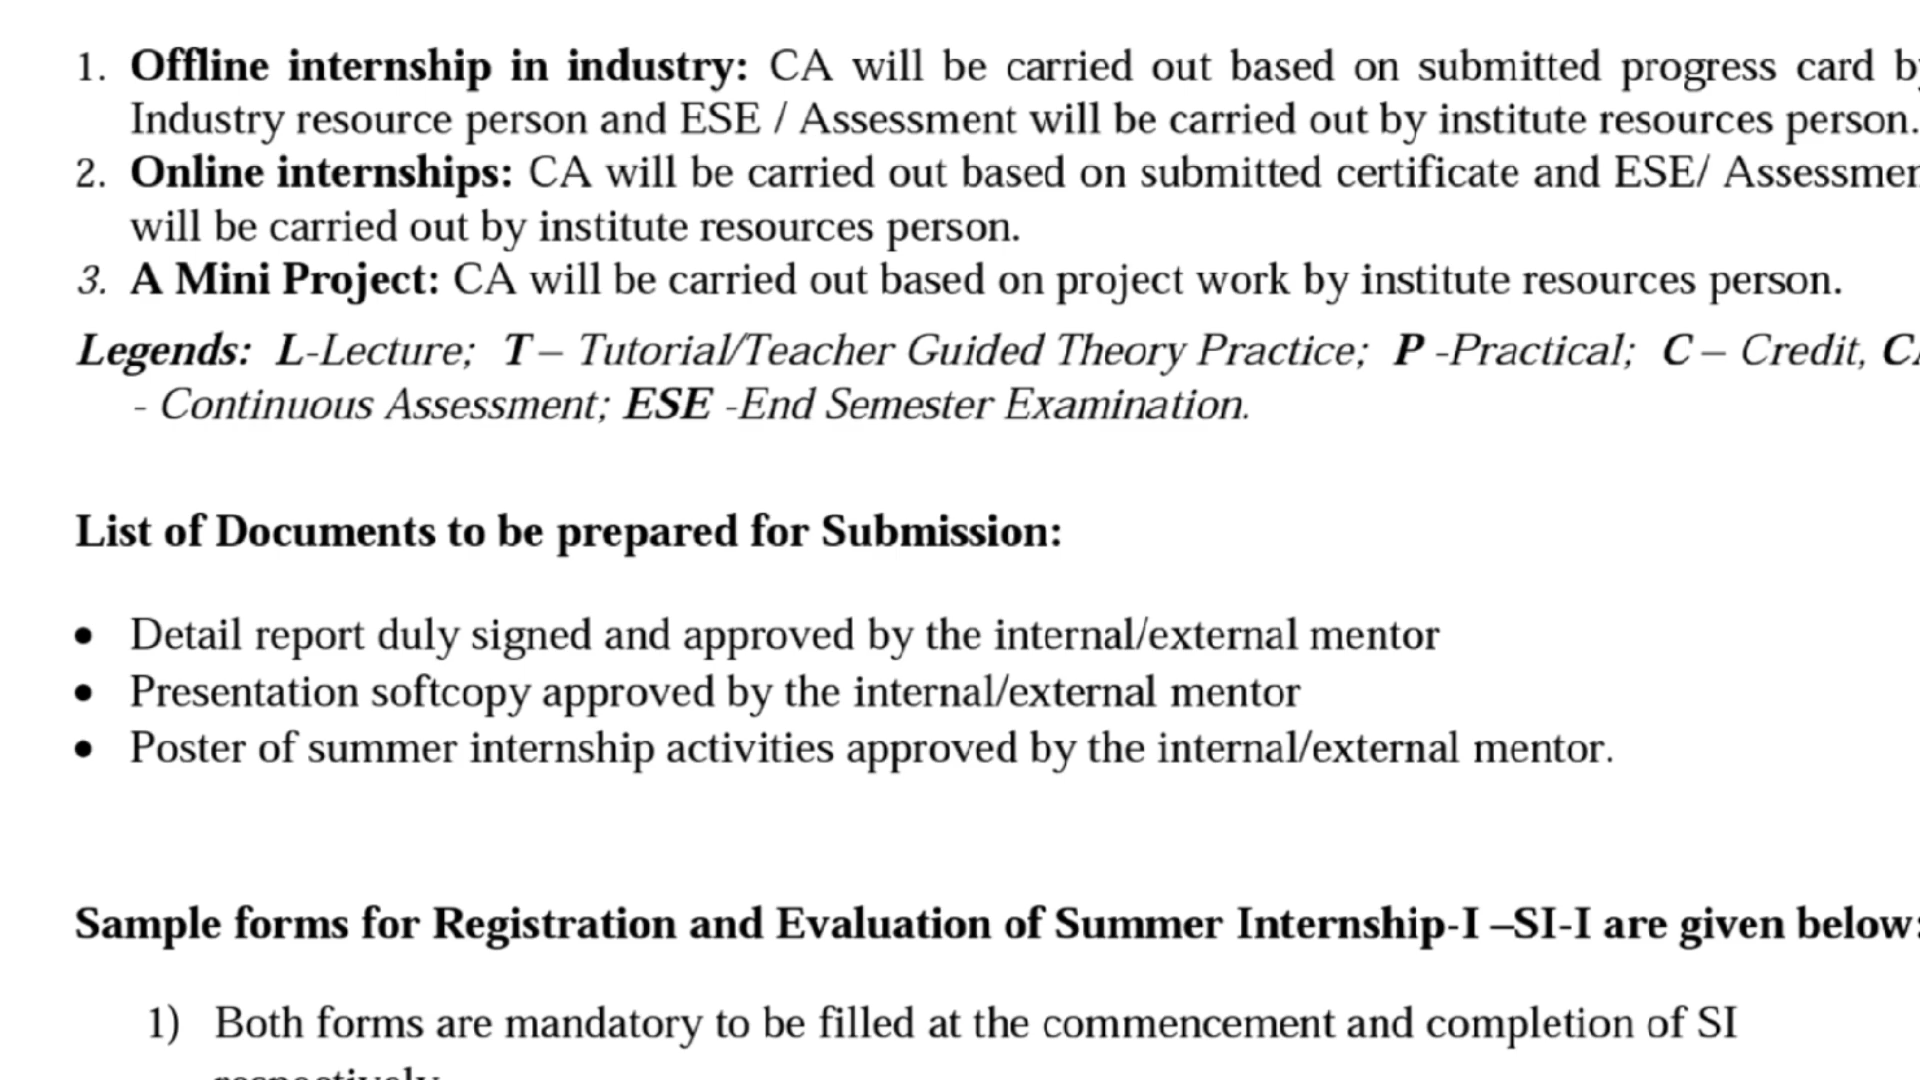 1. Offline internship in industry: CA will be carried out based on submitted progress card
Industry resource person and ESE / Assessment will be carried out by institute resources person.
2. Online internships: CA will be carried out based on submitted certificate and ESE/
will be carried out by institute resources person.
3. A Mini Project: CA will be carried out based on project work by institute resources person.
Legends: L-Lecture; T – Tutorial/Teacher Guided Theory Practice; P -Practical; C – Credit,
- Continuous Assessment; ESE -End Semester Examination.
List of Documents to be prepared for Submission:
• Detail report duly signed and approved by the internal/external mentor
• Presentation softcopy approved by the internal/external mentor
• Poster of summer internship activities approved by the internal/external mentor.
Sample forms for Registration and Evaluation of Summer Internship-I –SI-I are given below:
1) Both forms are mandatory to be filled at the commencement and completion of SI